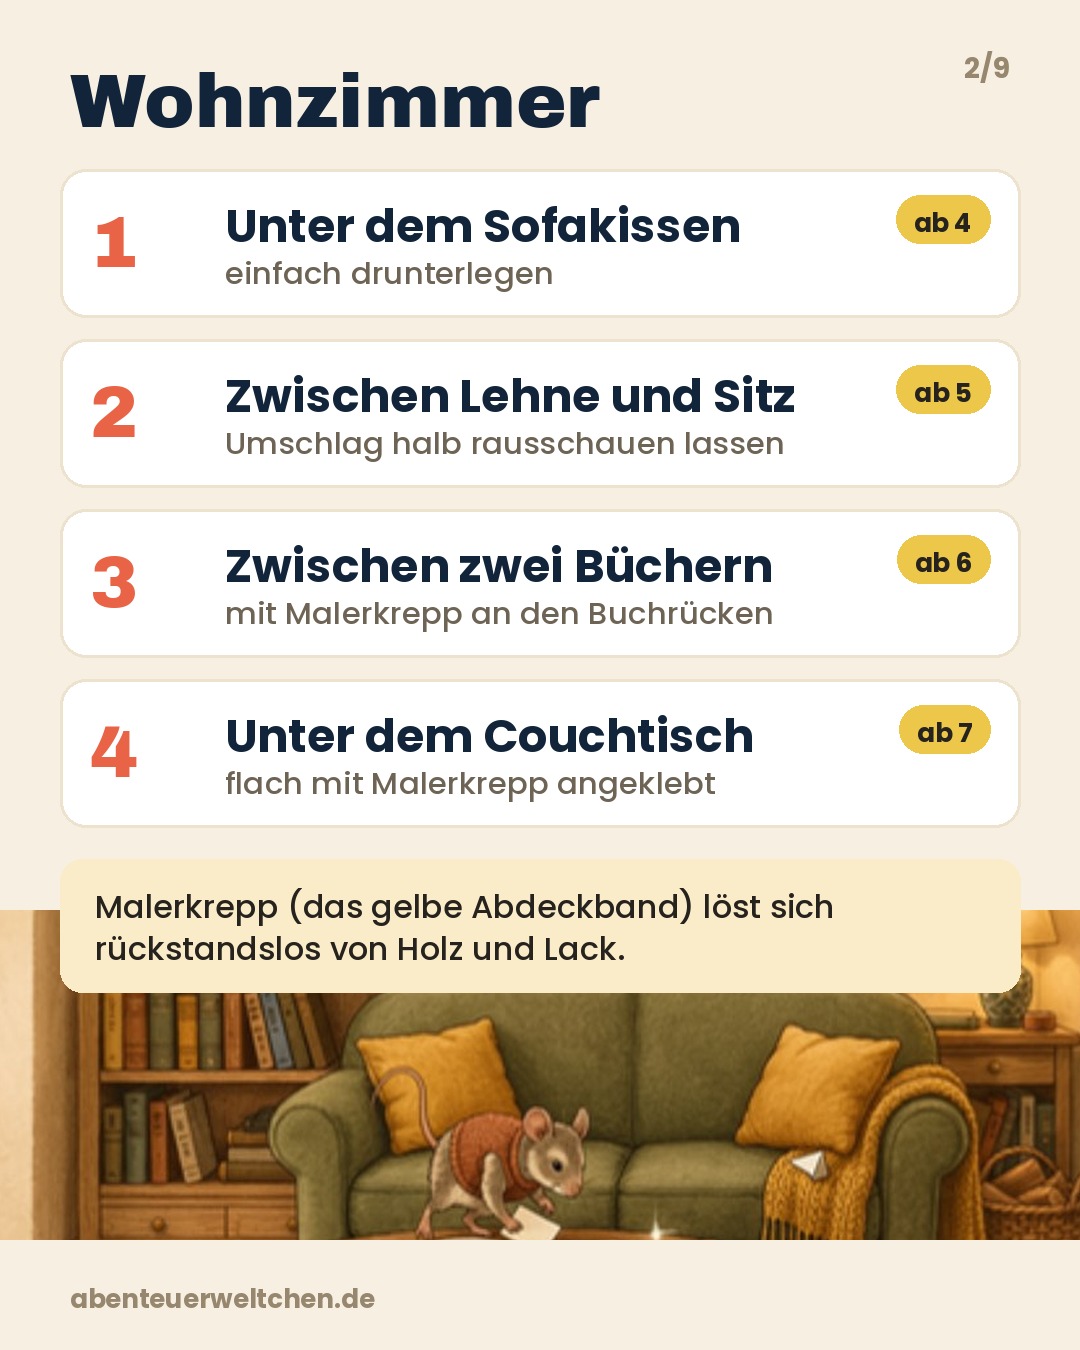 Wohnzimmer
2/9
1
Unter dem Sofakissen
ab 4
einfach drunterlegen
2
Zwischen Lehne und Sitz
ab 5
Umschlag halb rausschauen lassen
3
Zwischen zwei Büchern
ab 6
mit Malerkrepp an den Buchrücken
4
Unter dem Couchtisch
ab 7
flach mit Malerkrepp angeklebt
Malerkrepp (das gelbe Abdeckband) löst sich
rückstandslos von Holz und Lack.
abenteuerweltchen.de